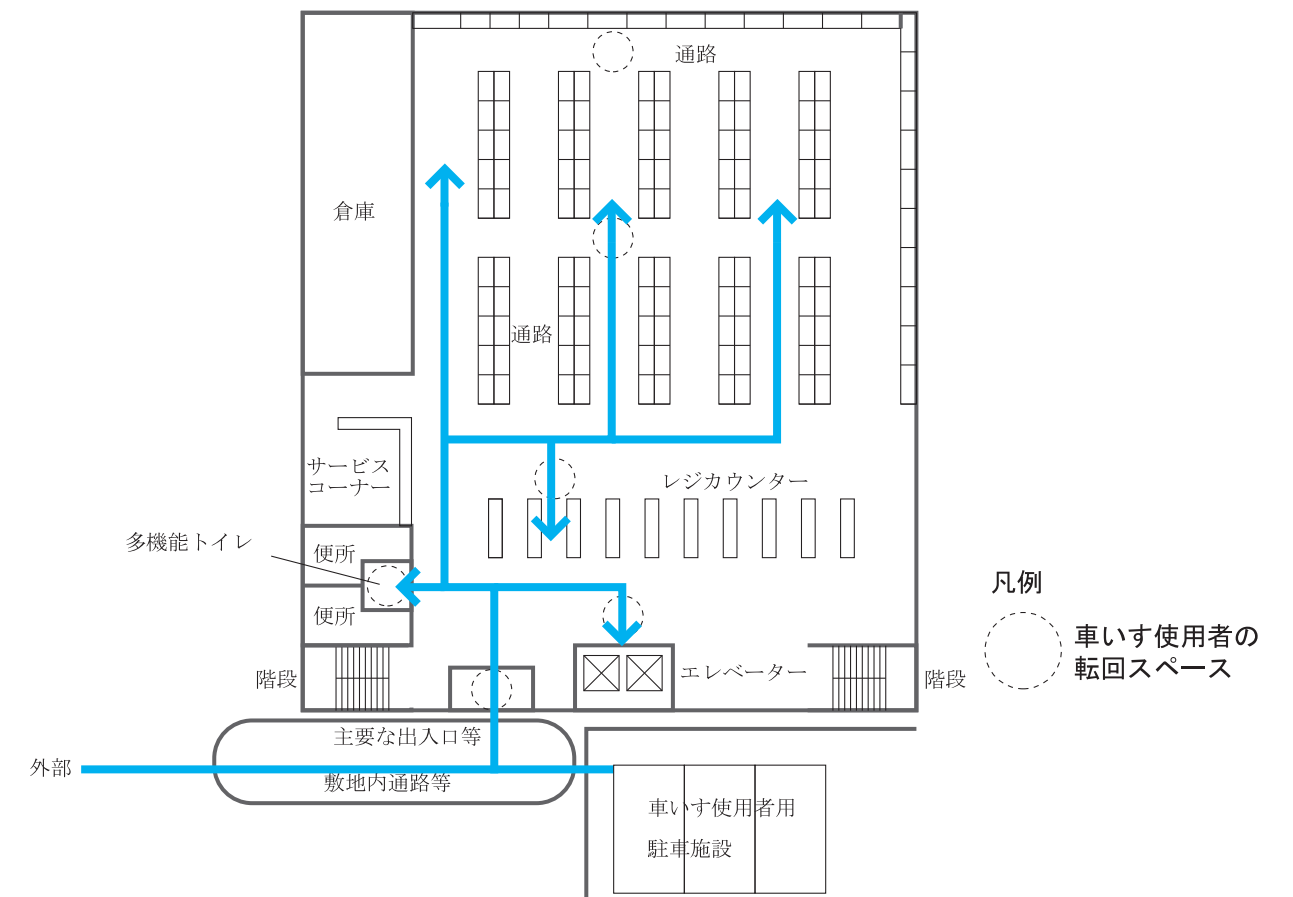 通路
倉庫
通路
サービス
コーナー
レジカウンター
多機能トイレ
便所
便所
凡例
車いす使用者の
転回スペース
階段
エレベーター
階段
主要な出入口等
外部
敷地内通路等
車いす使用者用
駐車施設